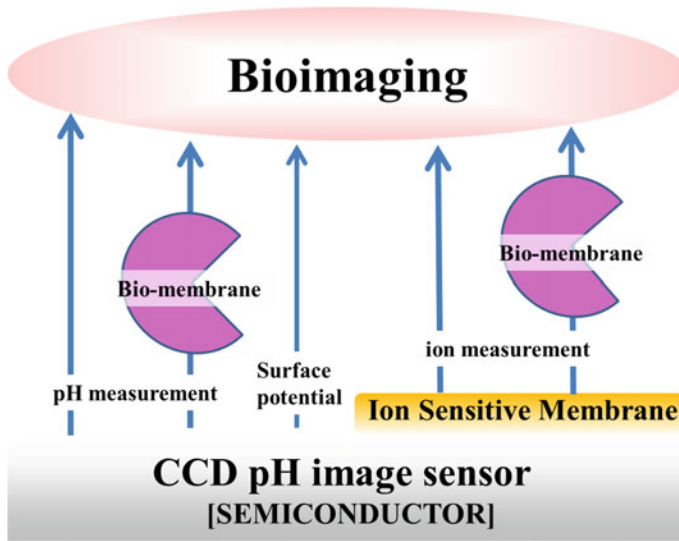 Bioimaging
Bio-membrane
Bio-membrane
ion measurement
Surface
potential
pH measurement
Ion Sensitive Membrane
CCD pH image sensor
[SEMICONDUCTOR]